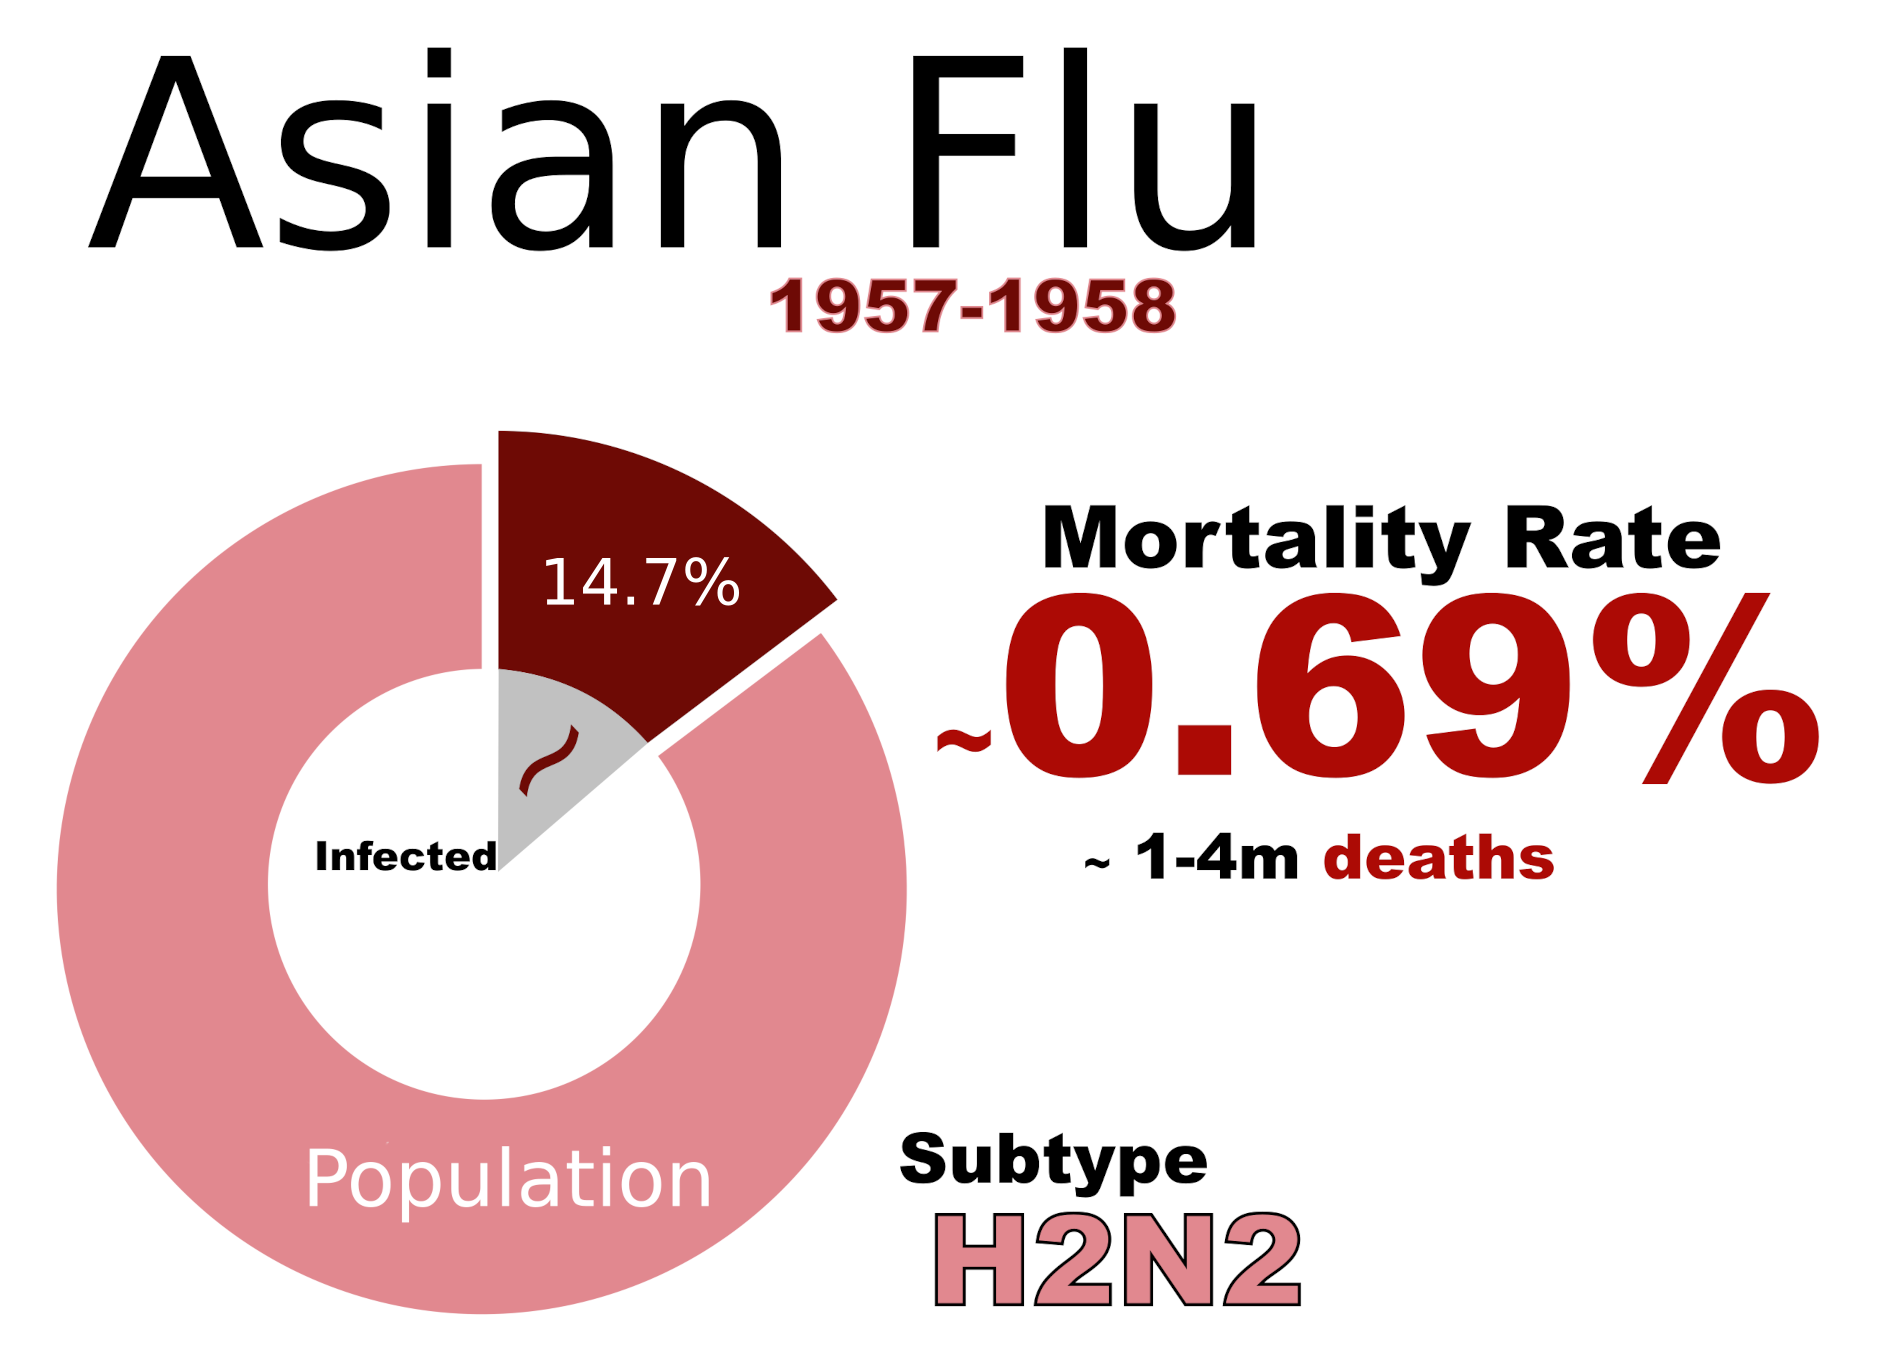 Asian Flu
1957-1958
14.7%
~
Infected
Population
Mortality Rate
~0.69%
~ 1-4m deaths
Subtype
H2N2